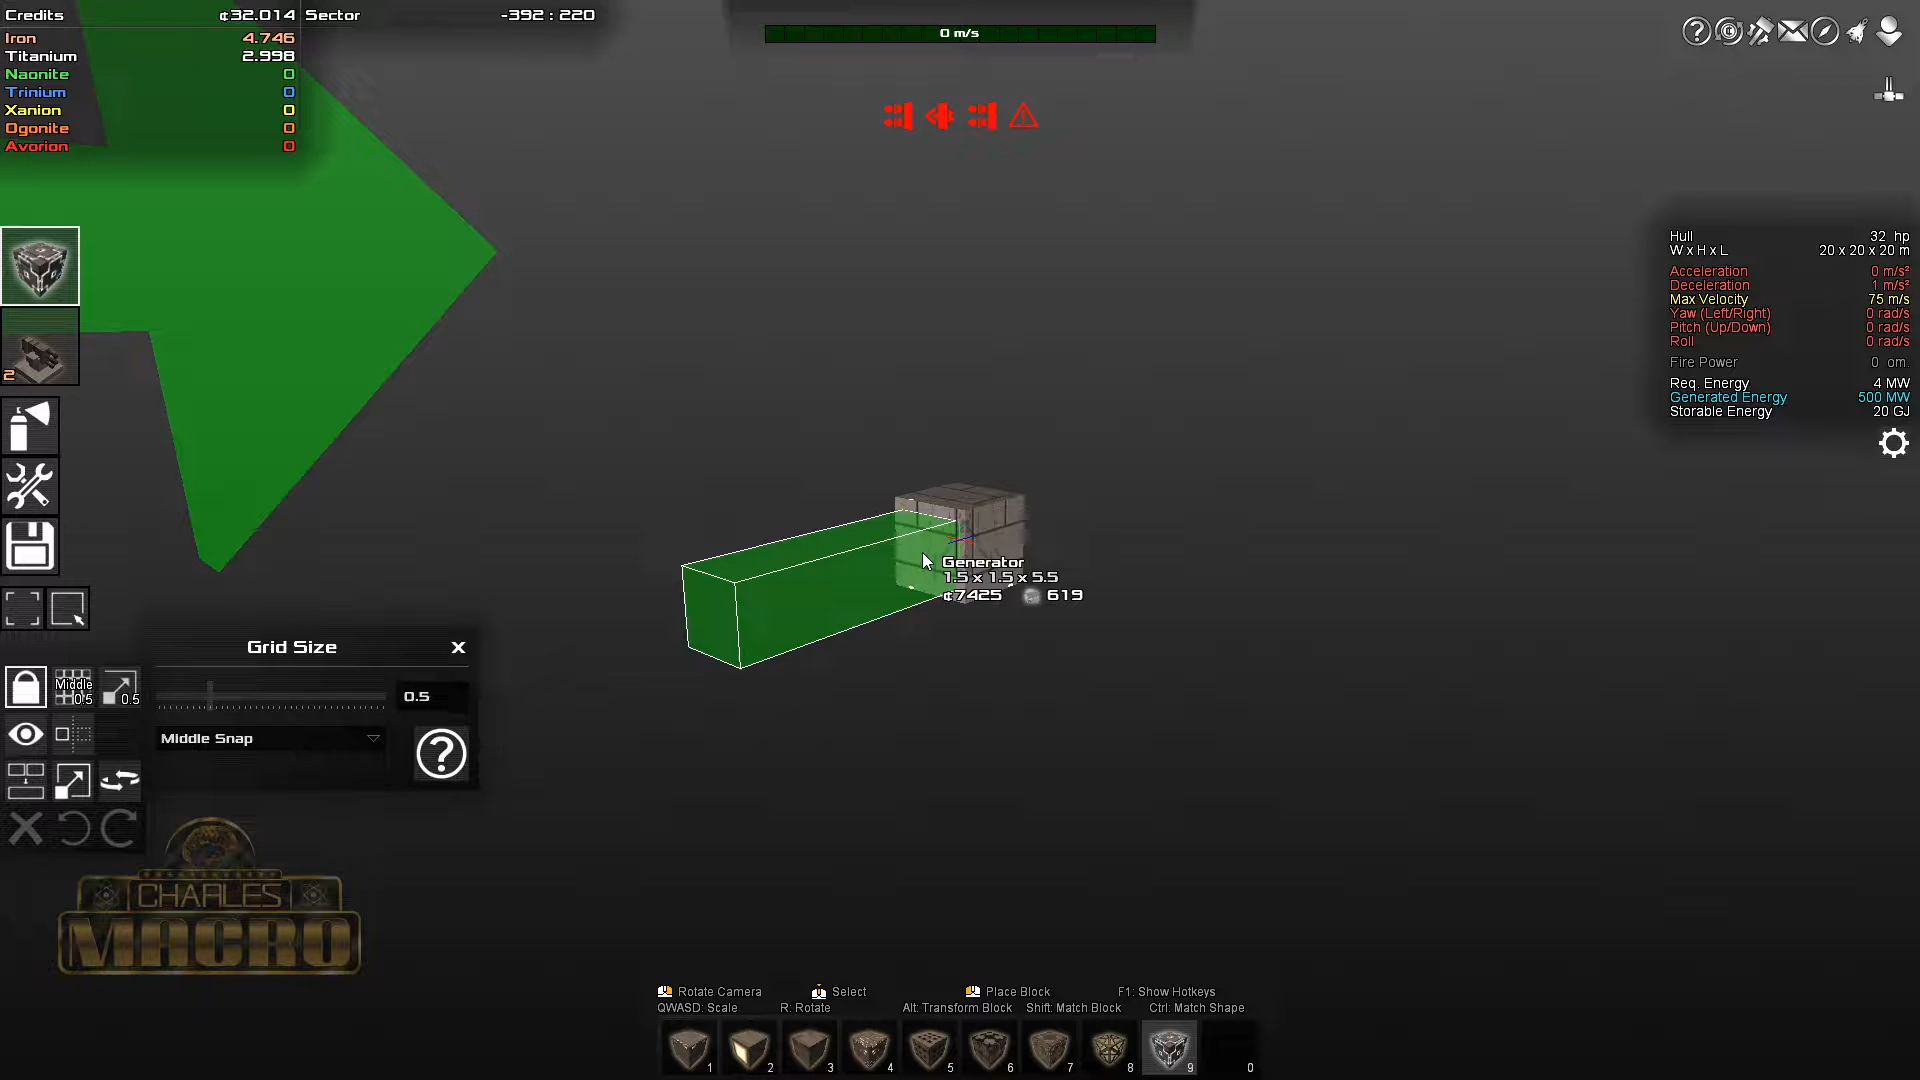 Credits ¢32.014 Sector -392 : 220
Iron 4.746
Titanium 2.998
Naonite 0
Trinium 0
Xanion 0
Ogonite 0
Avorion 0
0 m/s
Hull 32 hp
W x H x L 20 x 20 x 20 m
Acceleration 0 m/s²
Deceleration 1 m/s²
Max Velocity 75 m/s
Yaw (Left/Right) 0 rad/s
Pitch (Up/Down) 0 rad/s
Roll 0 rad/s
Fire Power 0 om.
Req. Energy 4 MW
Generated Energy 500 MW
Storable Energy 20 GJ
2
Generator
1.5 x 1.5 x 5.5
¢7425 619
Grid Size X
Middle
0.5 0.5
0.5
Middle Snap
CHARLES
MACRO
Rotate Camera Select Place Block F1: Show Hotkeys
QWASD: Scale R: Rotate Alt: Transform Block Shift: Match Block Ctrl: Match Shape
1 2 3 4 5 6 7 8 9 0